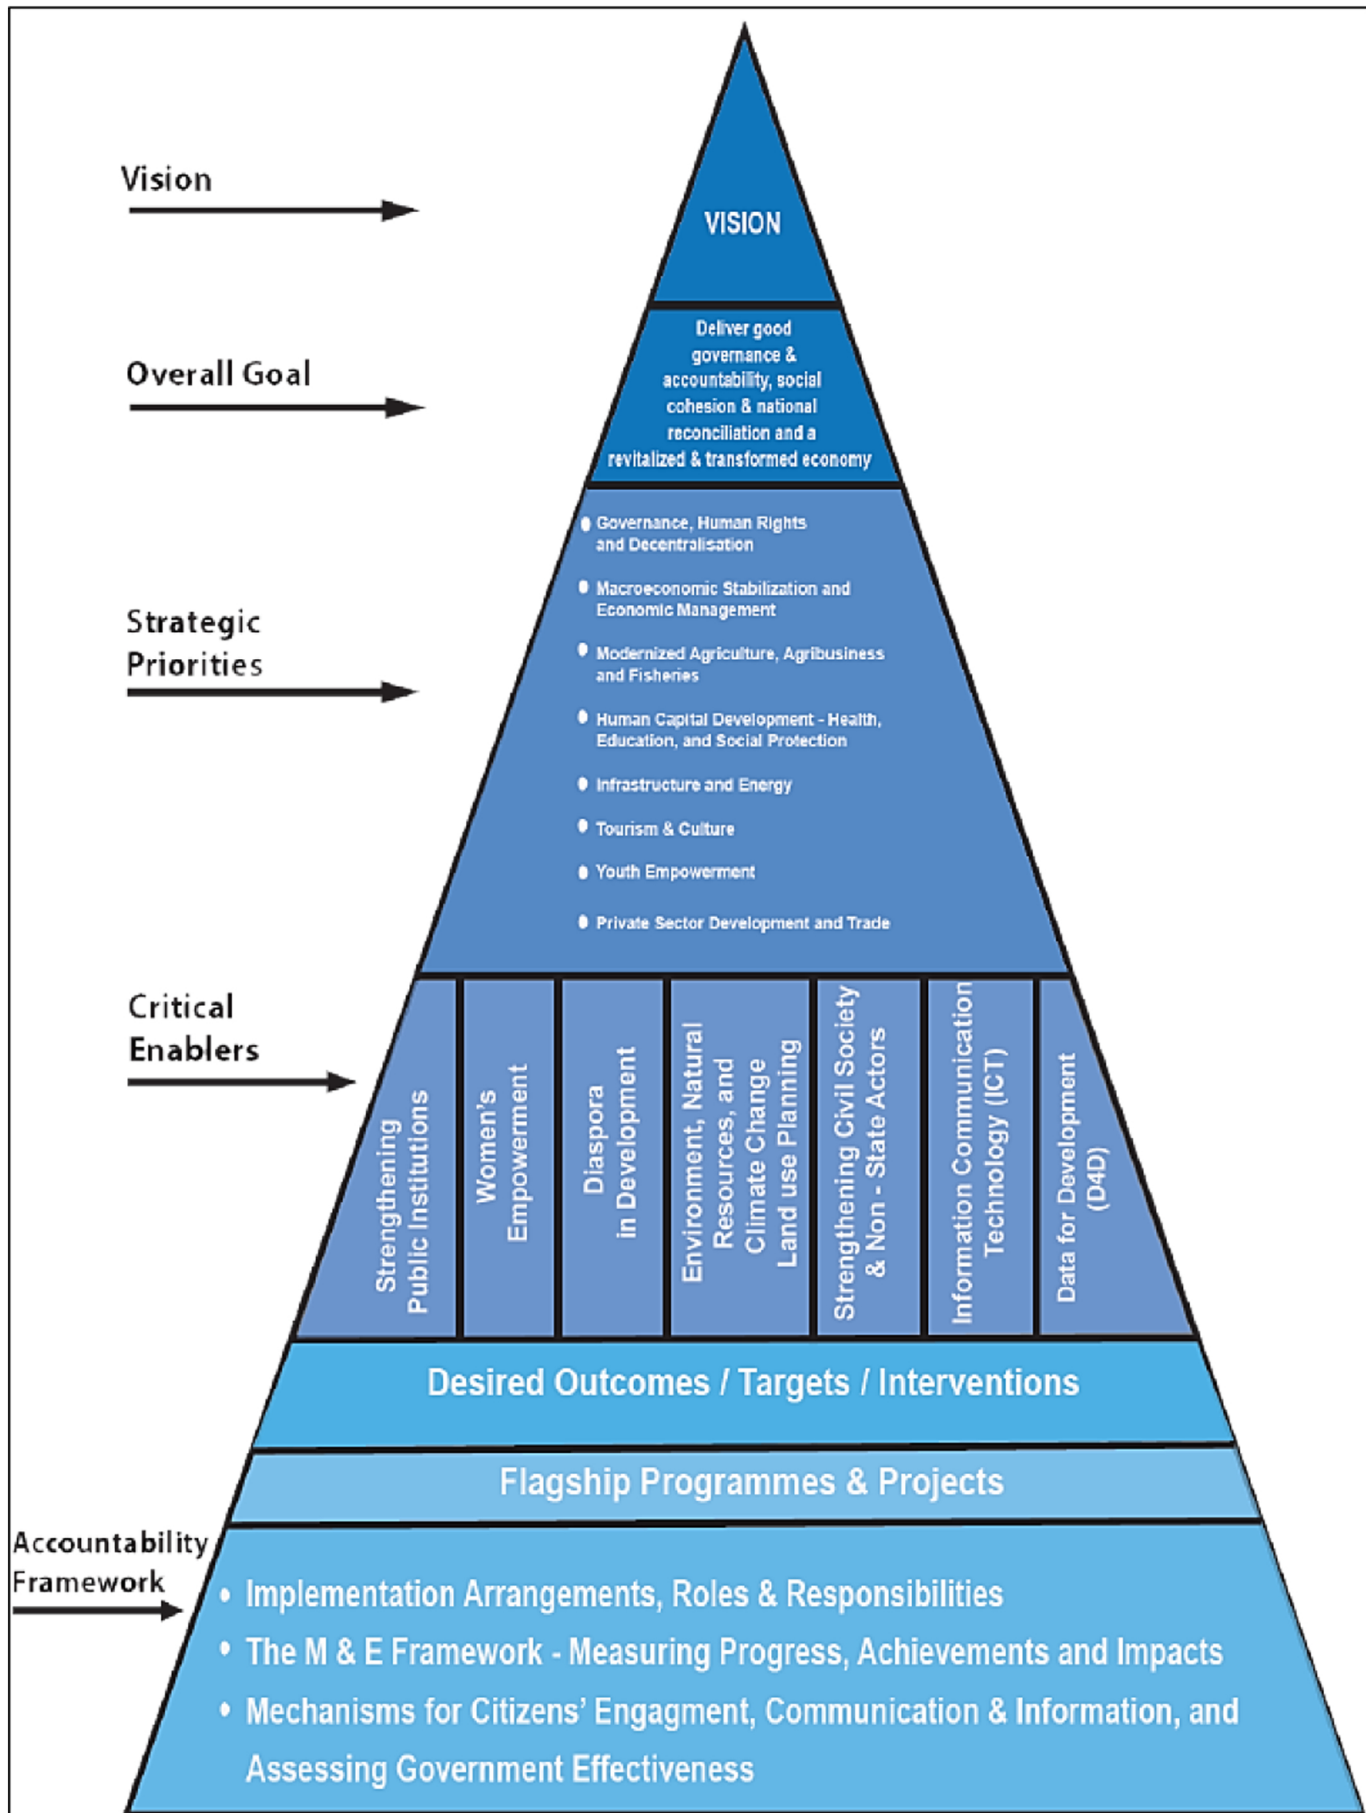 Vision
VISION
Overall Goal
Deliver good
governance &
accountability, social
cohesion & national
reconciliation and a
revitalized & transformed economy
Strategic
Priorities
Governance, Human Rights
and Decentralisation
Macroeconomic Stabilization and
Economic Management
Modernized Agriculture, Agribusiness
and Fisheries
Human Capital Development - Health,
Education, and Social Protection
Infrastructure and Energy
Tourism & Culture
Youth Empowerment
Private Sector Development and Trade
Critical
Enablers
Strengthening
Public Institutions
Women's
Empowerment
Diaspora
in Development
Environment, Natural
Resources, and
Climate Change
Land use Planning
Strengthening Civil Society
& Non - State Actors
Information Communication
Technology (ICT)
Data for Development
(D4D)
Desired Outcomes / Targets / Interventions
Flagship Programmes & Projects
Accountability
Framework
• Implementation Arrangements, Roles & Responsibilities
• The M & E Framework - Measuring Progress, Achievements and Impacts
• Mechanisms for Citizens' Engagment, Communication & Information, and
Assessing Government Effectiveness